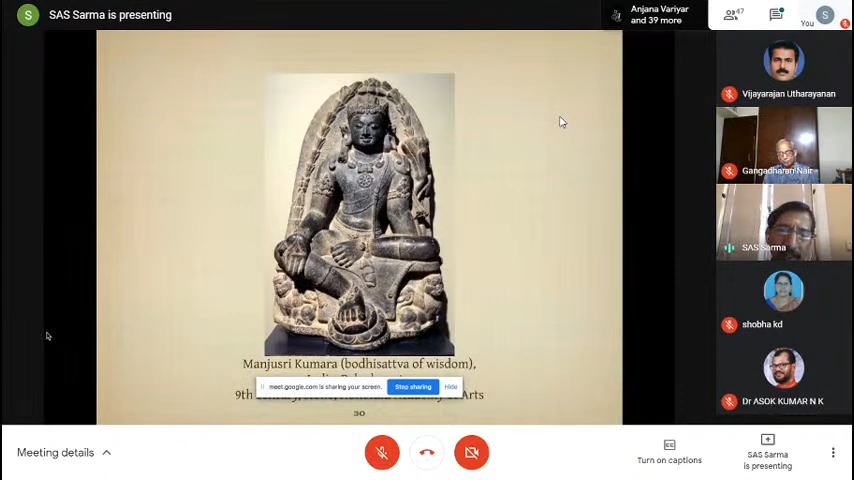 S SAS Sarma is presenting
Anjana Variyar
and 39 more
47
S
You
Vijayarajan Utharayanan
Gangadharan Nair
SAS Sarma
shobha kd
Dr ASOK KUMAR N K
Manjusri Kumara (bodhisattva of wisdom),
meet.google.com is sharing your screen. Stop sharing Hide
9th Arts
30
Meeting details
Turn on captions
SAS Sarma
is presenting